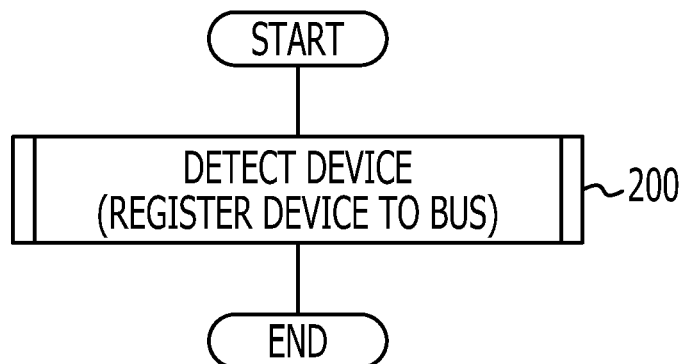 START
DETECT DEVICE
(REGISTER DEVICE TO BUS)
200
END